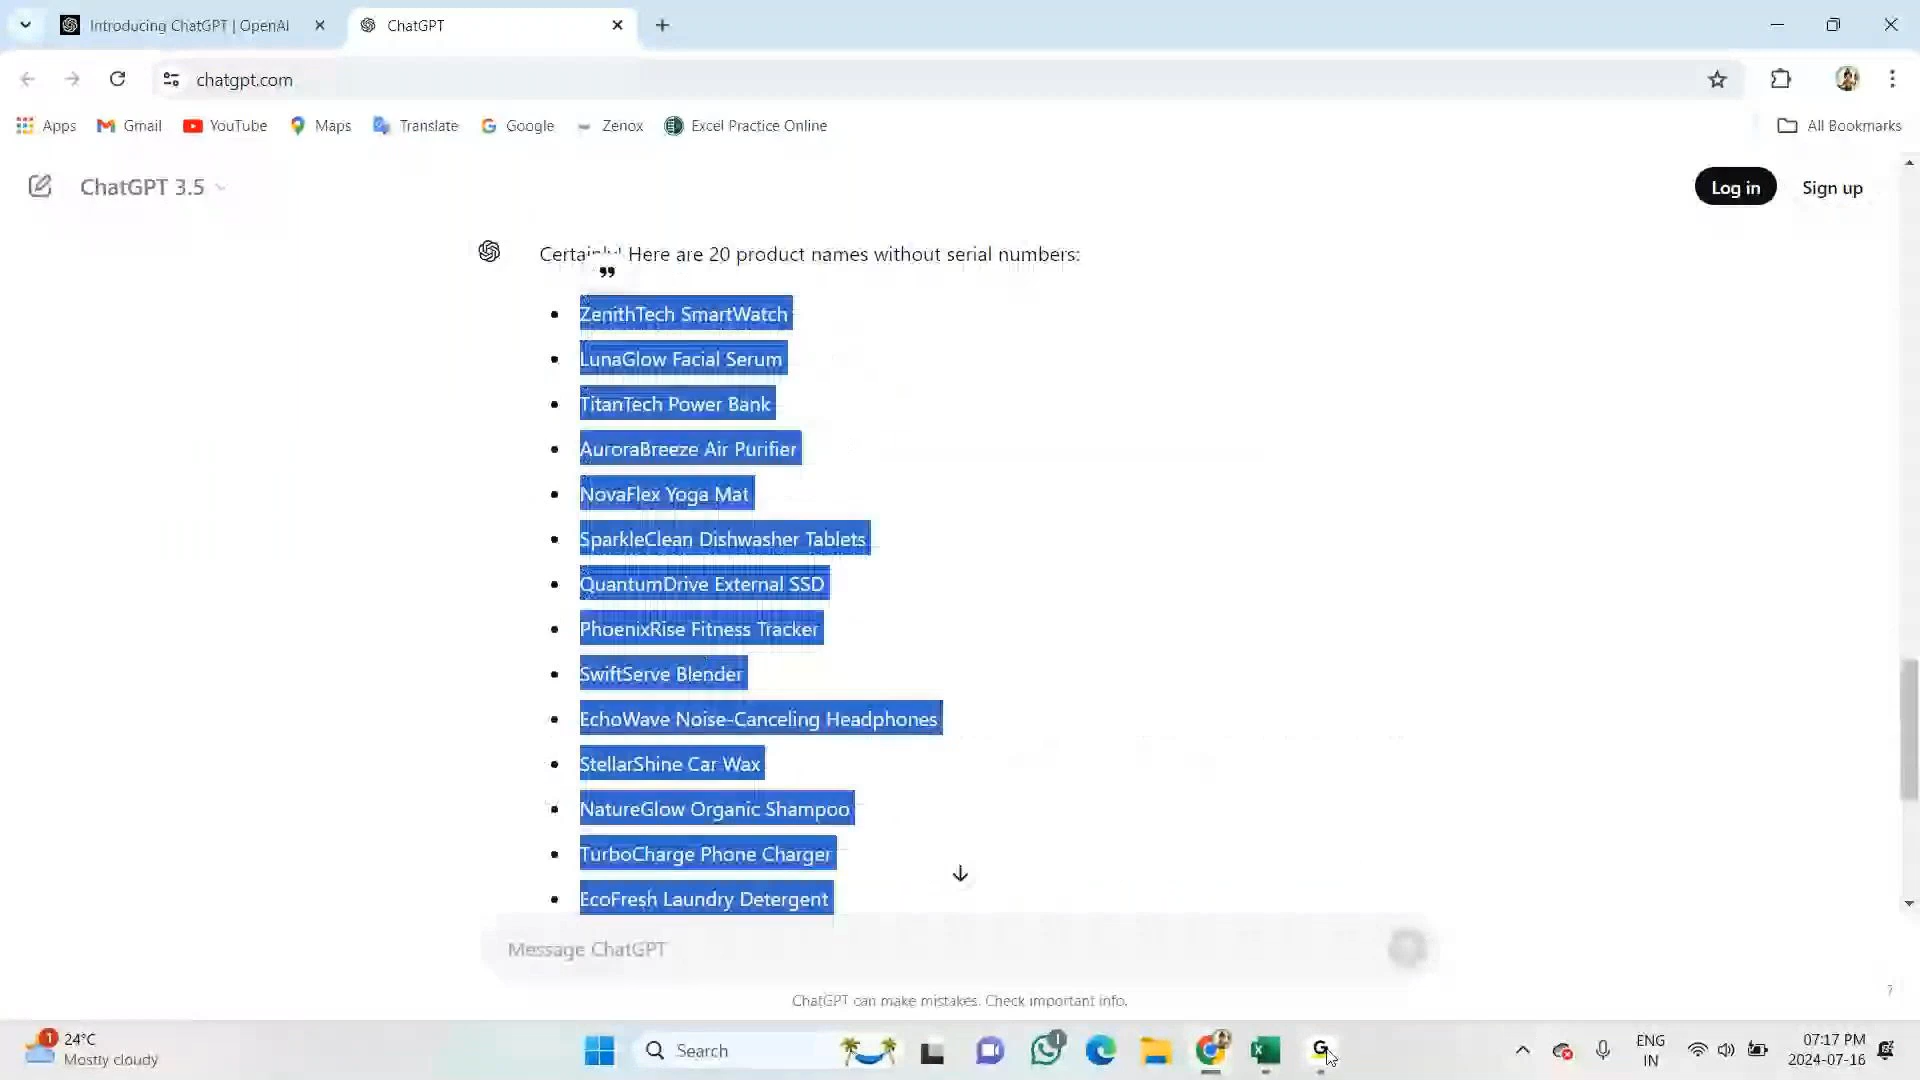 Introducing ChatGPT | OpenAI
ChatGPT
chatgpt.com
Apps
Gmail
YouTube
Maps
Translate
Google
Zenox
Excel Practice Online
All Bookmarks
ChatGPT 3.5
Log in
Sign up
Certainly! Here are 20 product names without serial numbers:
ZenithTech SmartWatch
LunaGlow Facial Serum
TitanTech Power Bank
AuroraBreeze Air Purifier
NovaFlex Yoga Mat
SparkleClean Dishwasher Tablets
QuantumDrive External SSD
PhoenixRise Fitness Tracker
SwiftServe Blender
EchoWave Noise-Canceling Headphones
StellarShine Car Wax
NatureGlow Organic Shampoo
TurboCharge Phone Charger
EcoFresh Laundry Detergent
Message ChatGPT
ChatGPT can make mistakes. Check important info.
?
1
24°C
Mostly cloudy
Search
1
ENG
IN
07:17 PM
2024-07-16